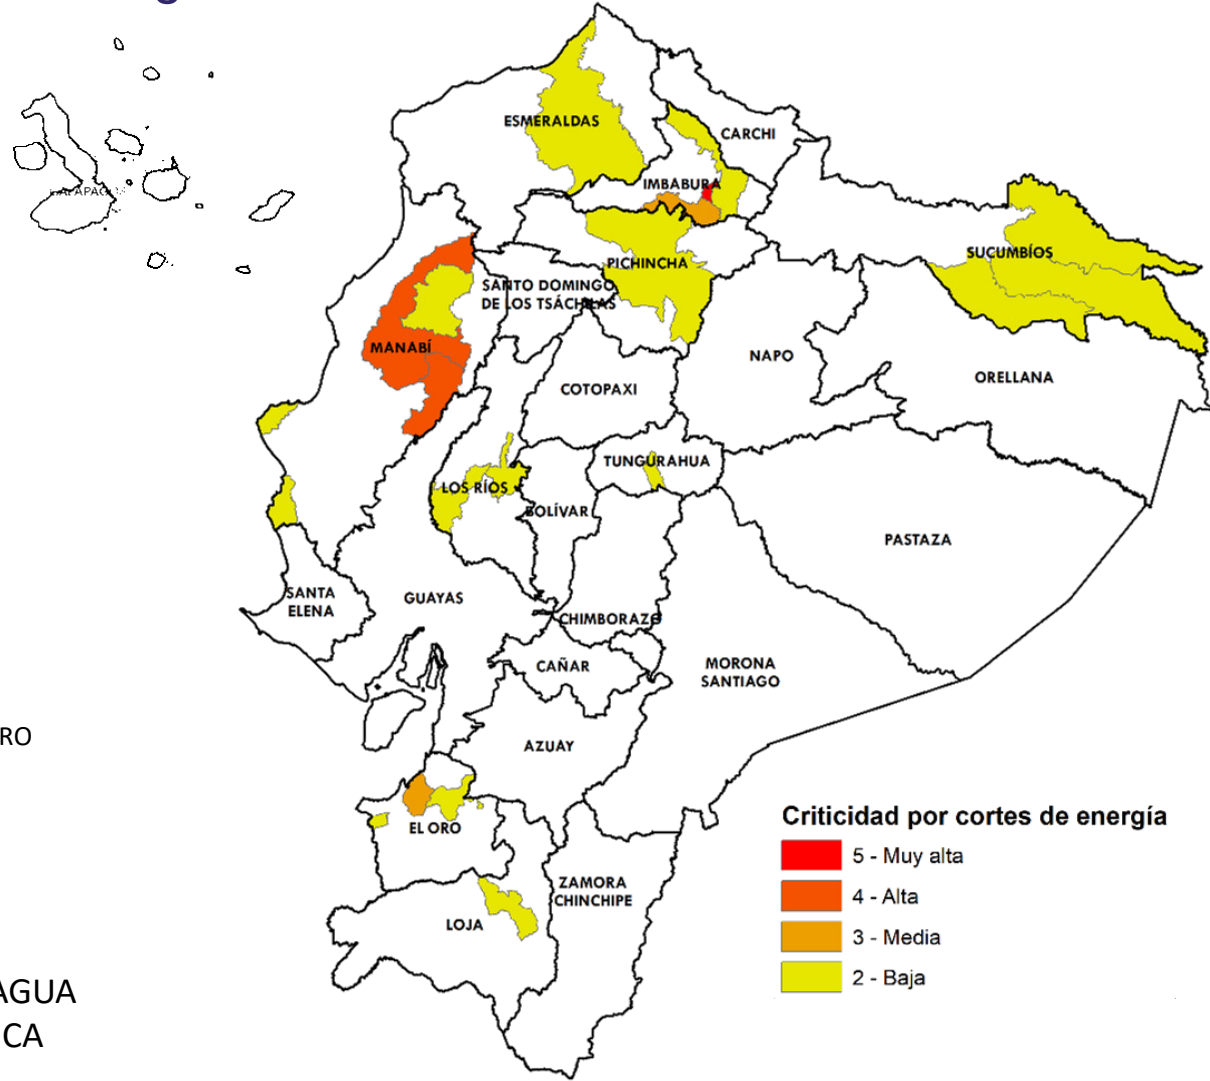 g
ESMERALDAS
CARCHI
IMBABURA
SUCUMBÍOS
PICHINCHA
SANTO DOMINGO
DE LOS TSÁCHILAS
MANABÍ
NAPO
ORELLANA
COTOPAXI
TUNGURAHUA
LOS RÍOS
BOLÍVAR
PASTAZA
SANTA
ELENA
GUAYAS
CHIMBORAZO
CAÑAR
MORONA
SANTIAGO
RO
AZUAY
EL ORO
ZAMORA
CHINCHIPE
LOJA
AGUA
CA
Criticidad por cortes de energía
5 - Muy alta
4 - Alta
3 - Media
2 - Baja